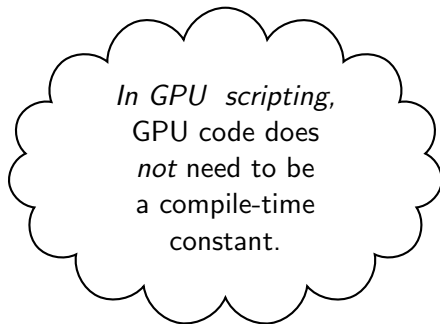 In GPU scripting,
GPU code does
not need to be
a compile-time
constant.